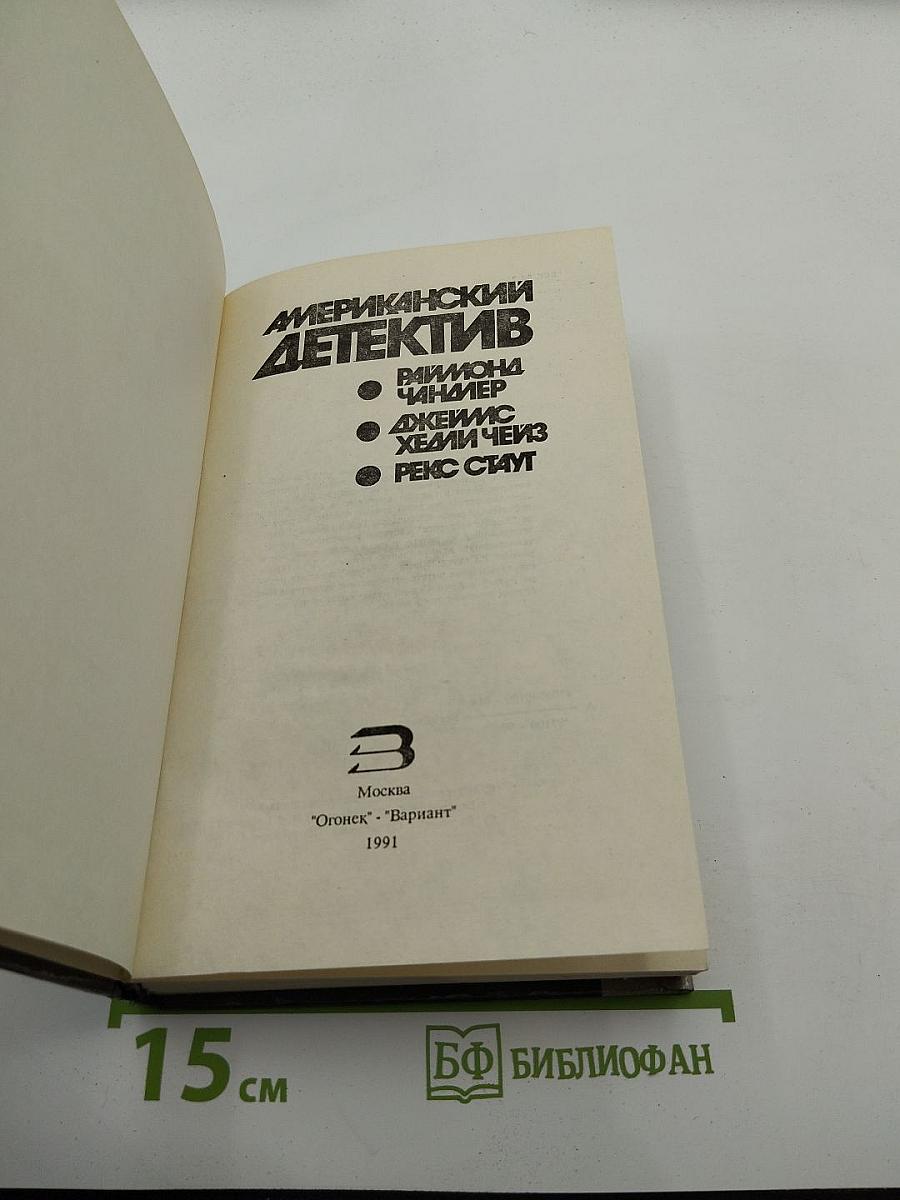 АМЕРИКАНСКИЙ
ДЕТЕКТИВ
РАЙМОНД
ЧАНДЛЕР
ДЖЕЙМС
ХЕДЛИ ЧЕЙЗ
РЕКС СТАУТ
Москва
"Огонек" - "Вариант"
1991
15 см
БФ БИБЛИОФАН